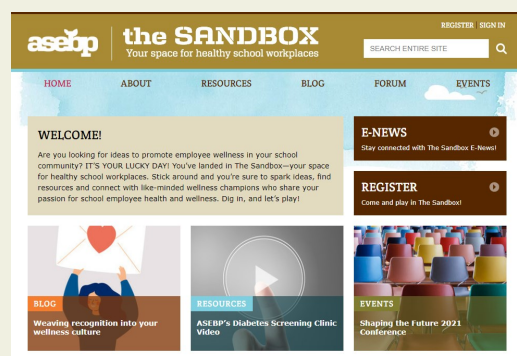 REGISTER | SIGN IN
asebp
the SANDBOX
Your space for healthy school workplaces
SEARCH ENTIRE SITE
HOME ABOUT RESOURCES BLOG FORUM EVENTS
WELCOME!
Are you looking for ideas to promote employee wellness in your school
community? IT'S YOUR LUCKY DAY! You've landed in The Sandbox—your space
for healthy school workplaces. Stick around and you're sure to spark ideas, find
resources and connect with like-minded wellness champions who share your
passion for school employee health and wellness. Dig in, and let's play!
E-NEWS
Stay connected with The Sandbox E-News!
REGISTER
Come and play in The Sandbox!
BLOG
Weaving recognition into your
wellness culture
RESOURCES
ASEBP's Diabetes Screening Clinic
Video
EVENTS
Shaping the Future 2021
Conference